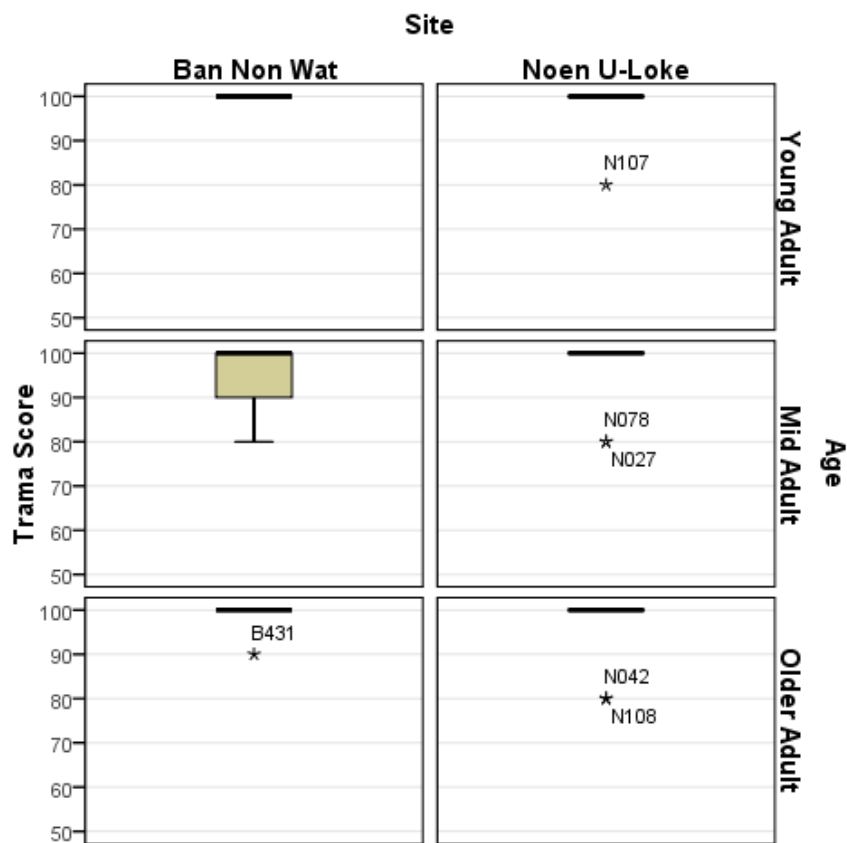 Site
Ban Non Wat
Noen U-Loke
100
90
80
70
60
50
N107
Young Adult
100
90
80
70
60
50
N078
N027
Mid Adult
100
90
80
70
60
50
B431
N042
N108
Older Adult
Trama Score
Age